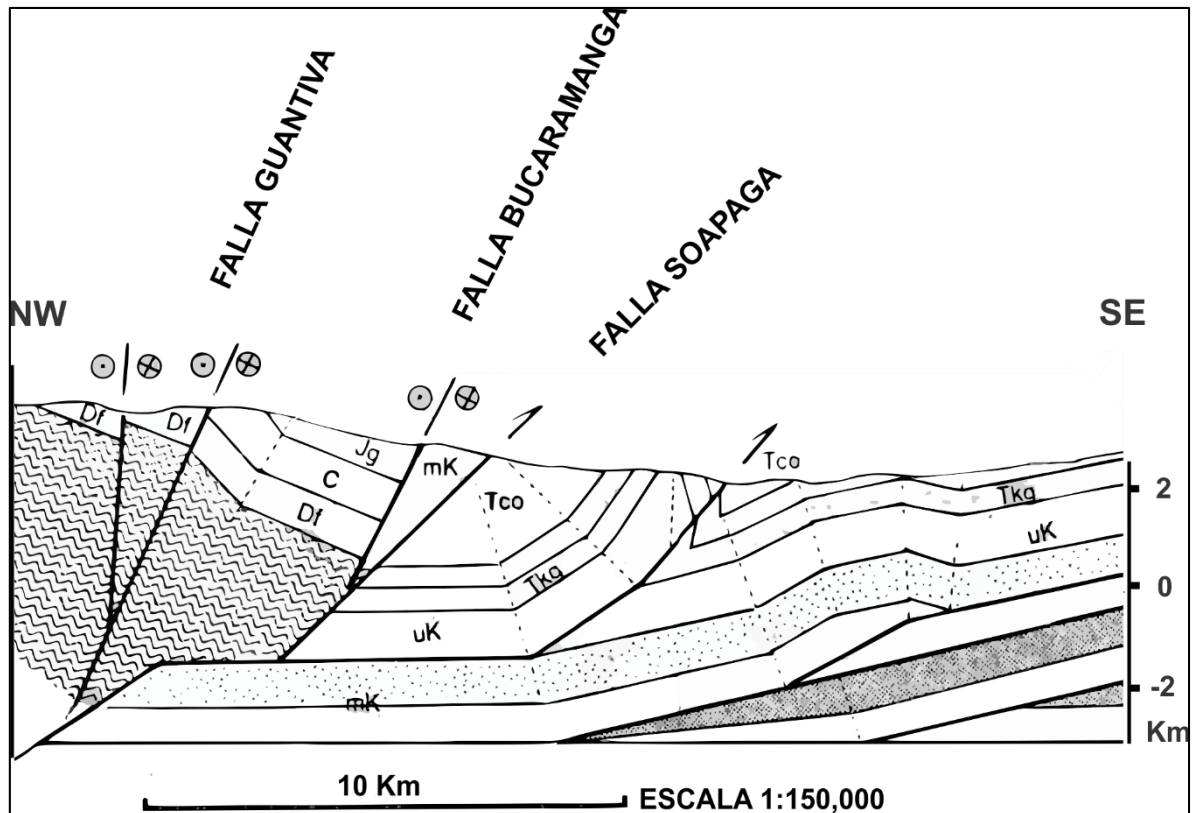 FALLA GUANTIVA
FALLA BUCARAMANGA
FALLA SOAPAGA
NW
SE
Df
Df
Jg
C
Df
mK
Tco
Tkg
uK
mK
Tco
Tkg
uK
2
0
-2
Km
10 Km
ESCALA 1:150,000